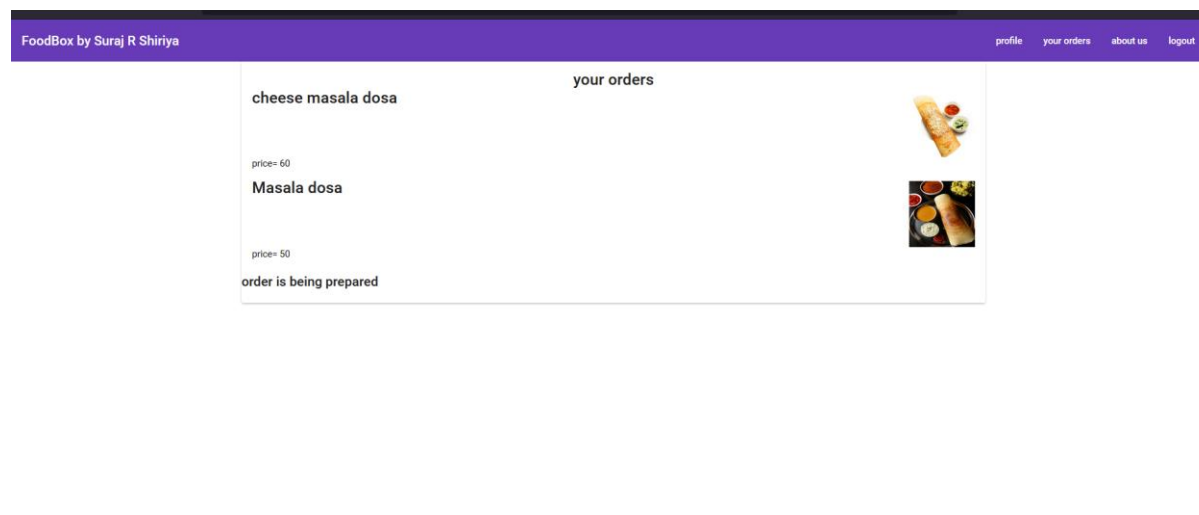 FoodBox by Suraj R Shiriya
profile your orders about us logout
your orders
cheese masala dosa
price= 60
Masala dosa
price= 50
order is being prepared